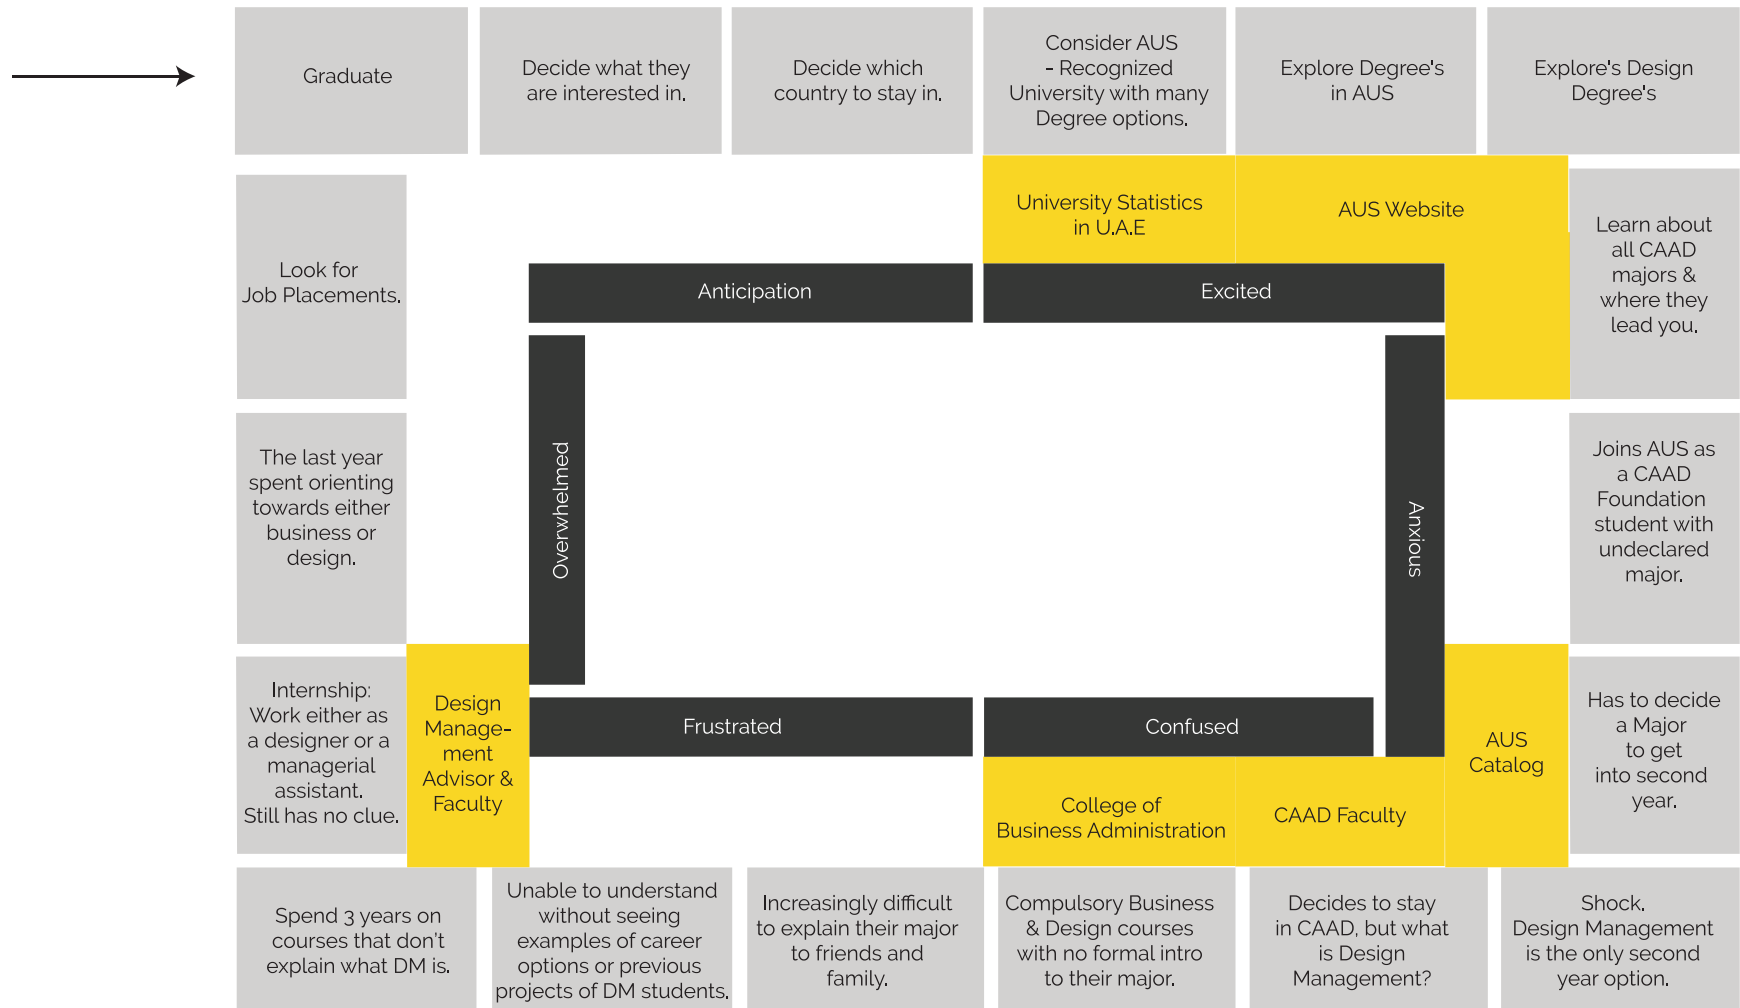 Graduate
Decide what they
are interested in.
Decide which
country to stay in.
Consider AUS
- Recognized
University with many
Degree options.
Explore Degree's
in AUS
Explore's Design
Degree's
University Statistics
in U.A.E
AUS Website
Learn about
all CAAD
majors &
where they
lead you.
Look for
Job Placements.
Anticipation
Excited
The last year
spent orienting
towards either
business or
design.
Overwhelmed
Anxious
Joins AUS as
a CAAD
Foundation
student with
undeclared
major.
Internship:
Work either as
a designer or a
managerial
assistant.
Still has no clue.
Design
Manage-
ment
Advisor &
Faculty
Frustrated
Confused
AUS
Catalog
Has to decide
a Major
to get
into second
year.
College of
Business Administration
CAAD Faculty
Spend 3 years on
courses that don't
explain what DM is.
Unable to understand
without seeing
examples of career
options or previous
projects of DM students.
Increasingly difficult
to explain their major
to friends and
family.
Compulsory Business
& Design courses
with no formal intro
to their major.
Decides to stay
in CAAD, but what
is Design
Management?
Shock.
Design Management
is the only second
year option.